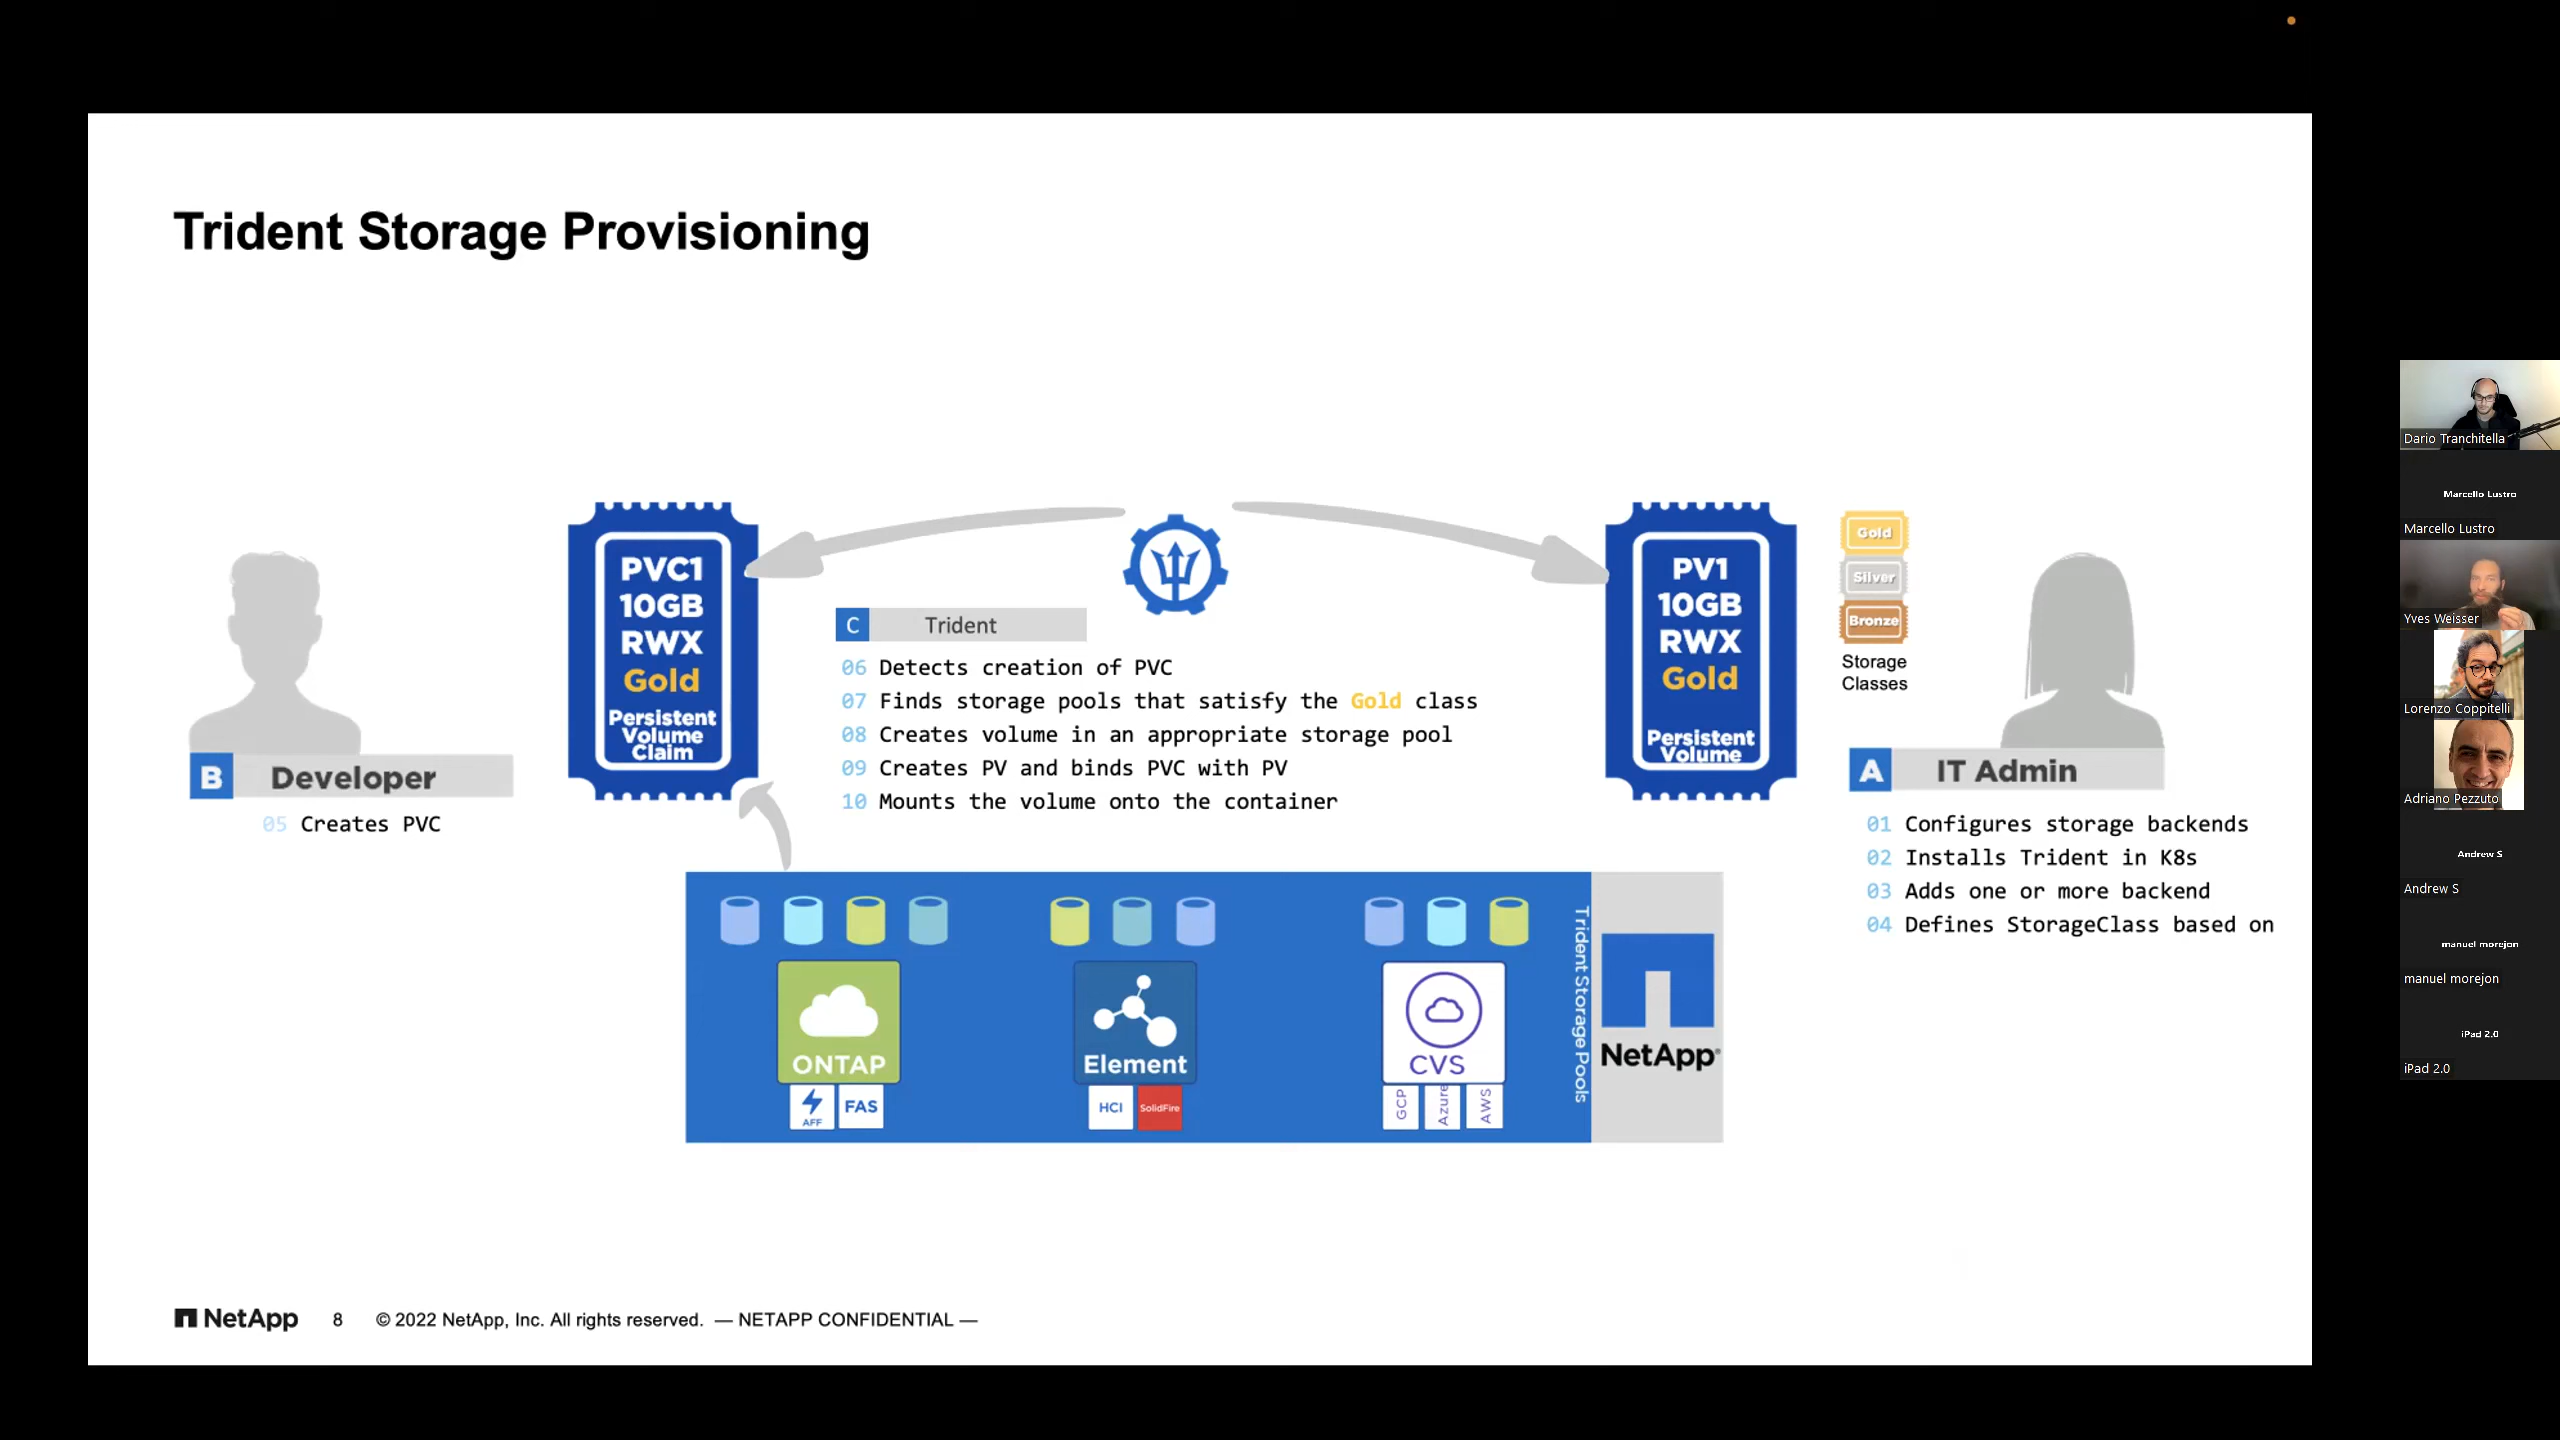 Trident Storage Provisioning
PVC1
10GB
RWX
Gold
Persistent
Volume
Claim
B Developer
05 Creates PVC
C Trident
06 Detects creation of PVC
07 Finds storage pools that satisfy the Gold class
08 Creates volume in an appropriate storage pool
09 Creates PV and binds PVC with PV
10 Mounts the volume onto the container
PV1
10GB
RWX
Gold
Persistent
Volume
Gold
Silver
Bronze
Storage
Classes
A IT Admin
01 Configures storage backends
02 Installs Trident in K8s
03 Adds one or more backend
04 Defines StorageClass based on
ONTAP
AFF
FAS
Element
HCI
SolidFire
CVS
GCP
Azure
AWS
Trident Storage Pools
NetApp
NetApp 8 © 2022 NetApp, Inc. All rights reserved. — NETAPP CONFIDENTIAL —
Dario Tranchitella
Marcello Lustro
Marcello Lustro
Yves Weisser
Lorenzo Coppitelli
Adriano Pezzuto
Andrew S
Andrew S
manuel morejon
manuel morejon
iPad 2.0
iPad 2.0